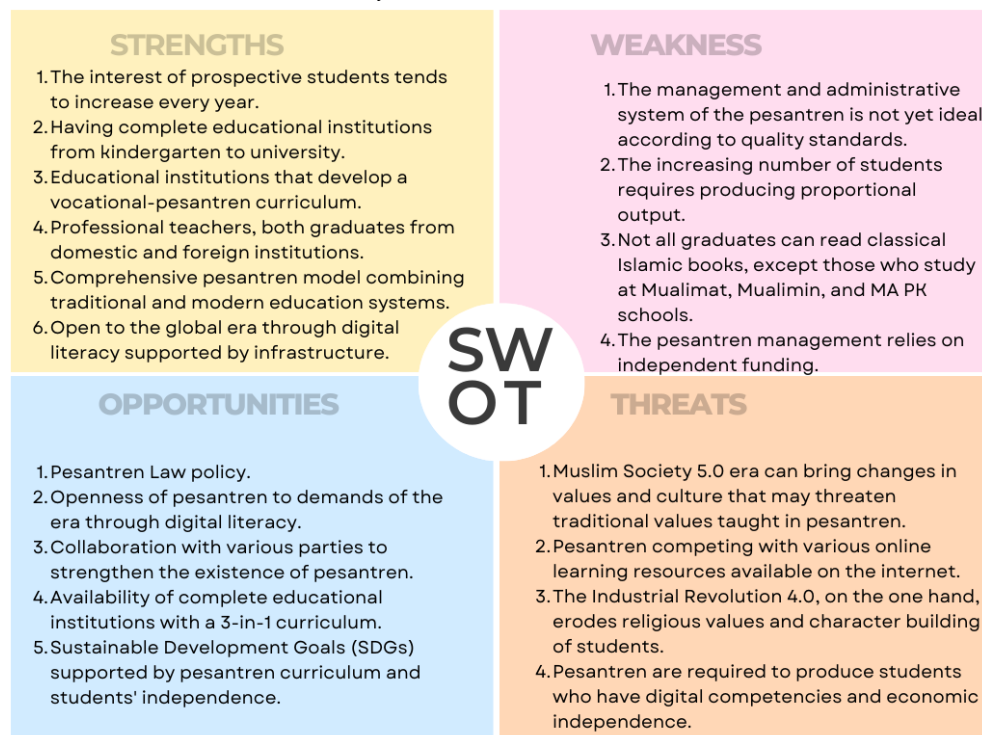 STRENGTHS
1. The interest of prospective students tends
to increase every year.
2. Having complete educational institutions
from kindergarten to university.
3. Educational institutions that develop a
vocational-pesantren curriculum.
4. Professional teachers, both graduates from
domestic and foreign institutions.
5. Comprehensive pesantren model combining
traditional and modern education systems.
6. Open to the global era through digital
literacy supported by infrastructure.
WEAKNESS
1. The management and administrative
system of the pesantren is not yet ideal
according to quality standards.
2. The increasing number of students
requires producing proportional
output.
3. Not all graduates can read classical
Islamic books, except those who study
at Mualimat, Mualimin, and MA PK
schools.
4. The pesantren management relies on
independent funding.
SW
OT
OPPORTUNITIES
1. Pesantren Law policy.
2. Openness of pesantren to demands of the
era through digital literacy.
3. Collaboration with various parties to
strengthen the existence of pesantren.
4. Availability of complete educational
institutions with a 3-in-1 curriculum.
5. Sustainable Development Goals (SDGs)
supported by pesantren curriculum and
students' independence.
THREATS
1. Muslim Society 5.0 era can bring changes in
values and culture that may threaten
traditional values taught in pesantren.
2. Pesantren competing with various online
learning resources available on the internet.
3. The Industrial Revolution 4.0, on the one hand,
erodes religious values and character building
of students.
4. Pesantren are required to produce students
who have digital competencies and economic
independence.